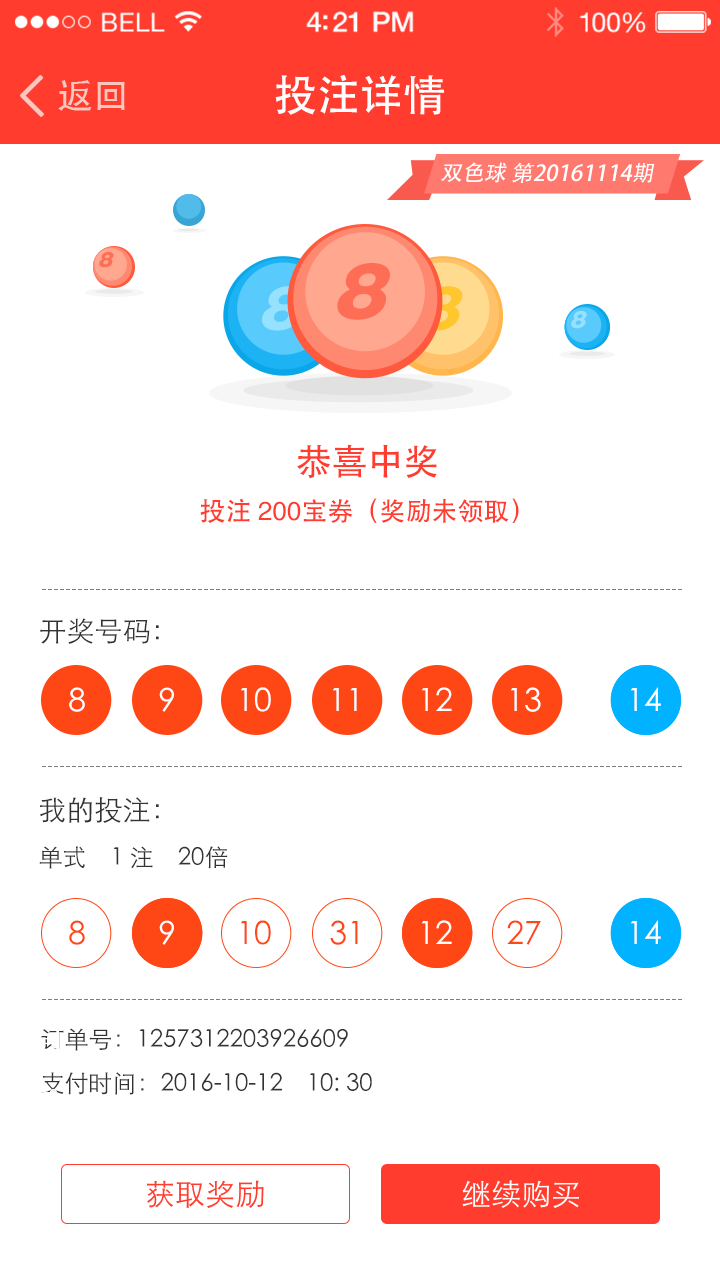 BELL 4:21 PM 100%
返回 投注详情
双色球 第20161114期
8
8
8 8 8
恭喜中奖
投注 200宝券（奖励未领取）
开奖号码：
8 9 10 11 12 13 14
我的投注：
单式 1 注 20倍
8 9 10 31 12 27 14
订单号：1257312203926609
支付时间：2016-10-12 10:30
获取奖励 继续购买